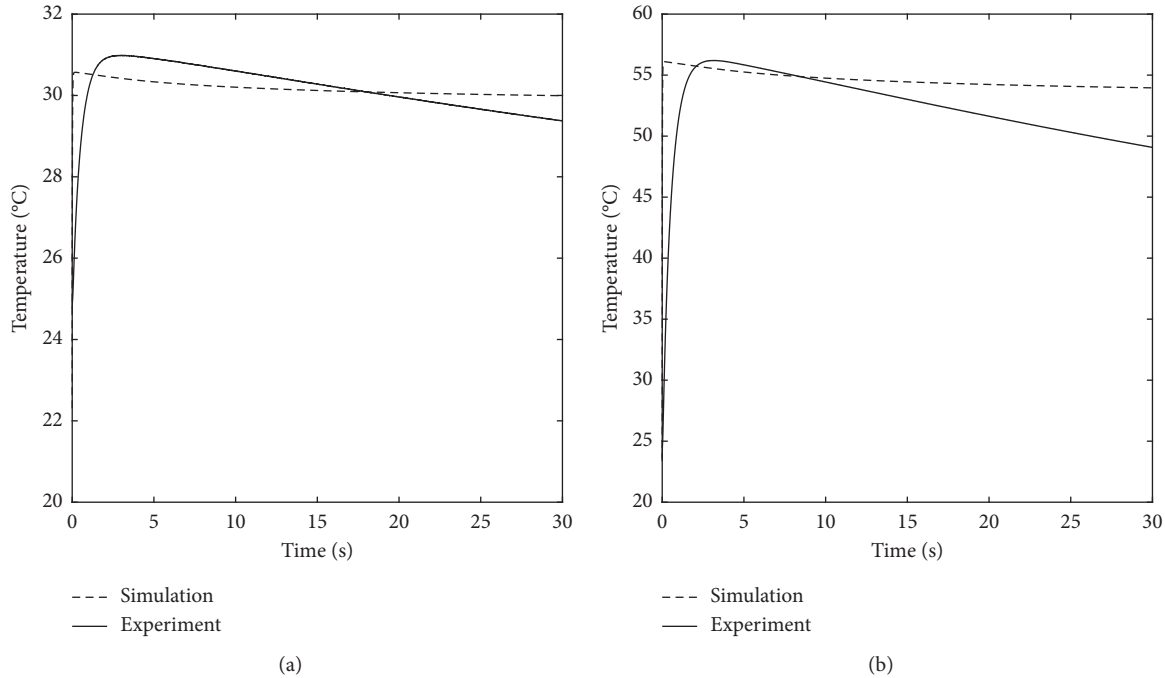 32
30
28
26
24
22
20
Temperature (°C)
0 5 10 15 20 25 30
Time (s)
Simulation
Experiment
(a)
60
55
50
45
40
35
30
25
20
Temperature (°C)
0 5 10 15 20 25 30
Time (s)
Simulation
Experiment
(b)